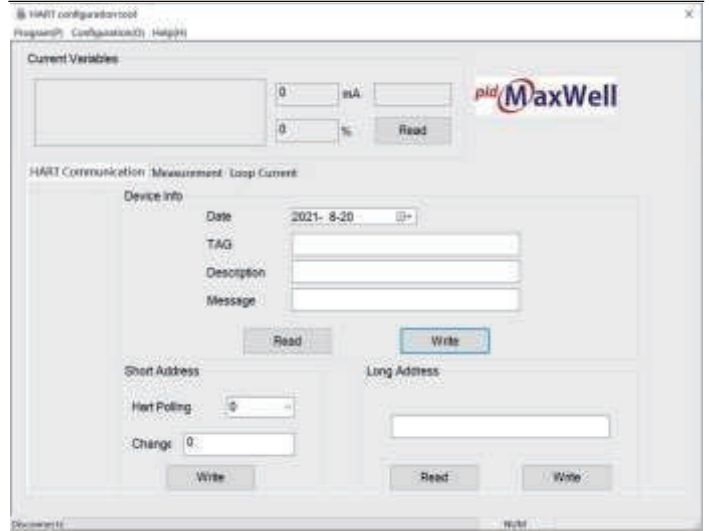 HART configuration tool
Program(P) Configuration(O) Help(H)
Current Variables
0 mA
pid MaxWell
0 % Read
HART Communication Measurement Loop Current
Device Info
Date 2021- 8-20
TAG
Description
Message
Read Write
Short Address Long Address
Hart Polling 0
Change 0
Write Read Write
NUM